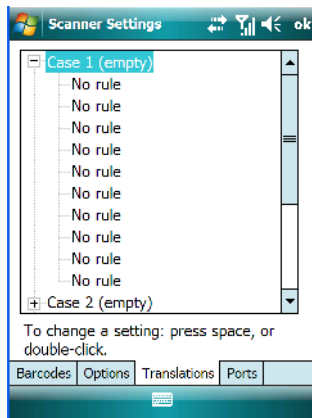 Scanner Settings ok
Case 1 (empty)
No rule
No rule
No rule
No rule
No rule
No rule
No rule
No rule
No rule
No rule
Case 2 (empty)
To change a setting: press space, or
double-click.
Barcodes Options Translations Ports